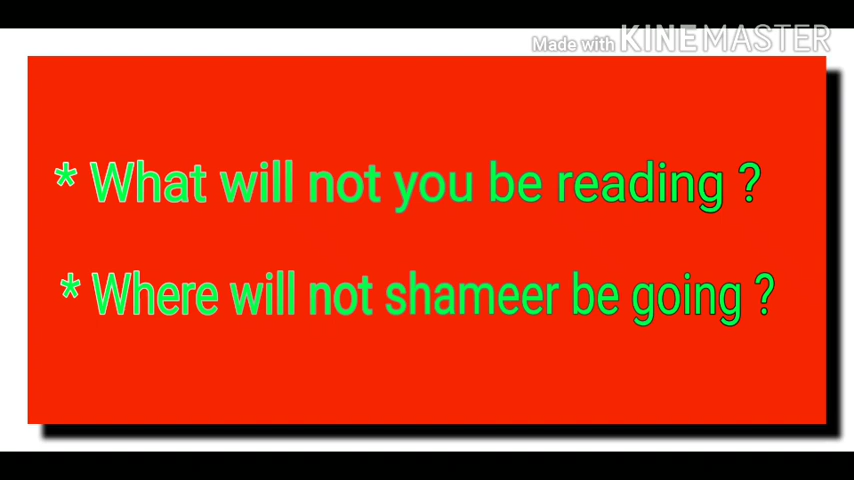 Made with KINEMASTER
* What will not you be reading ?
* Where will not shameer be going ?